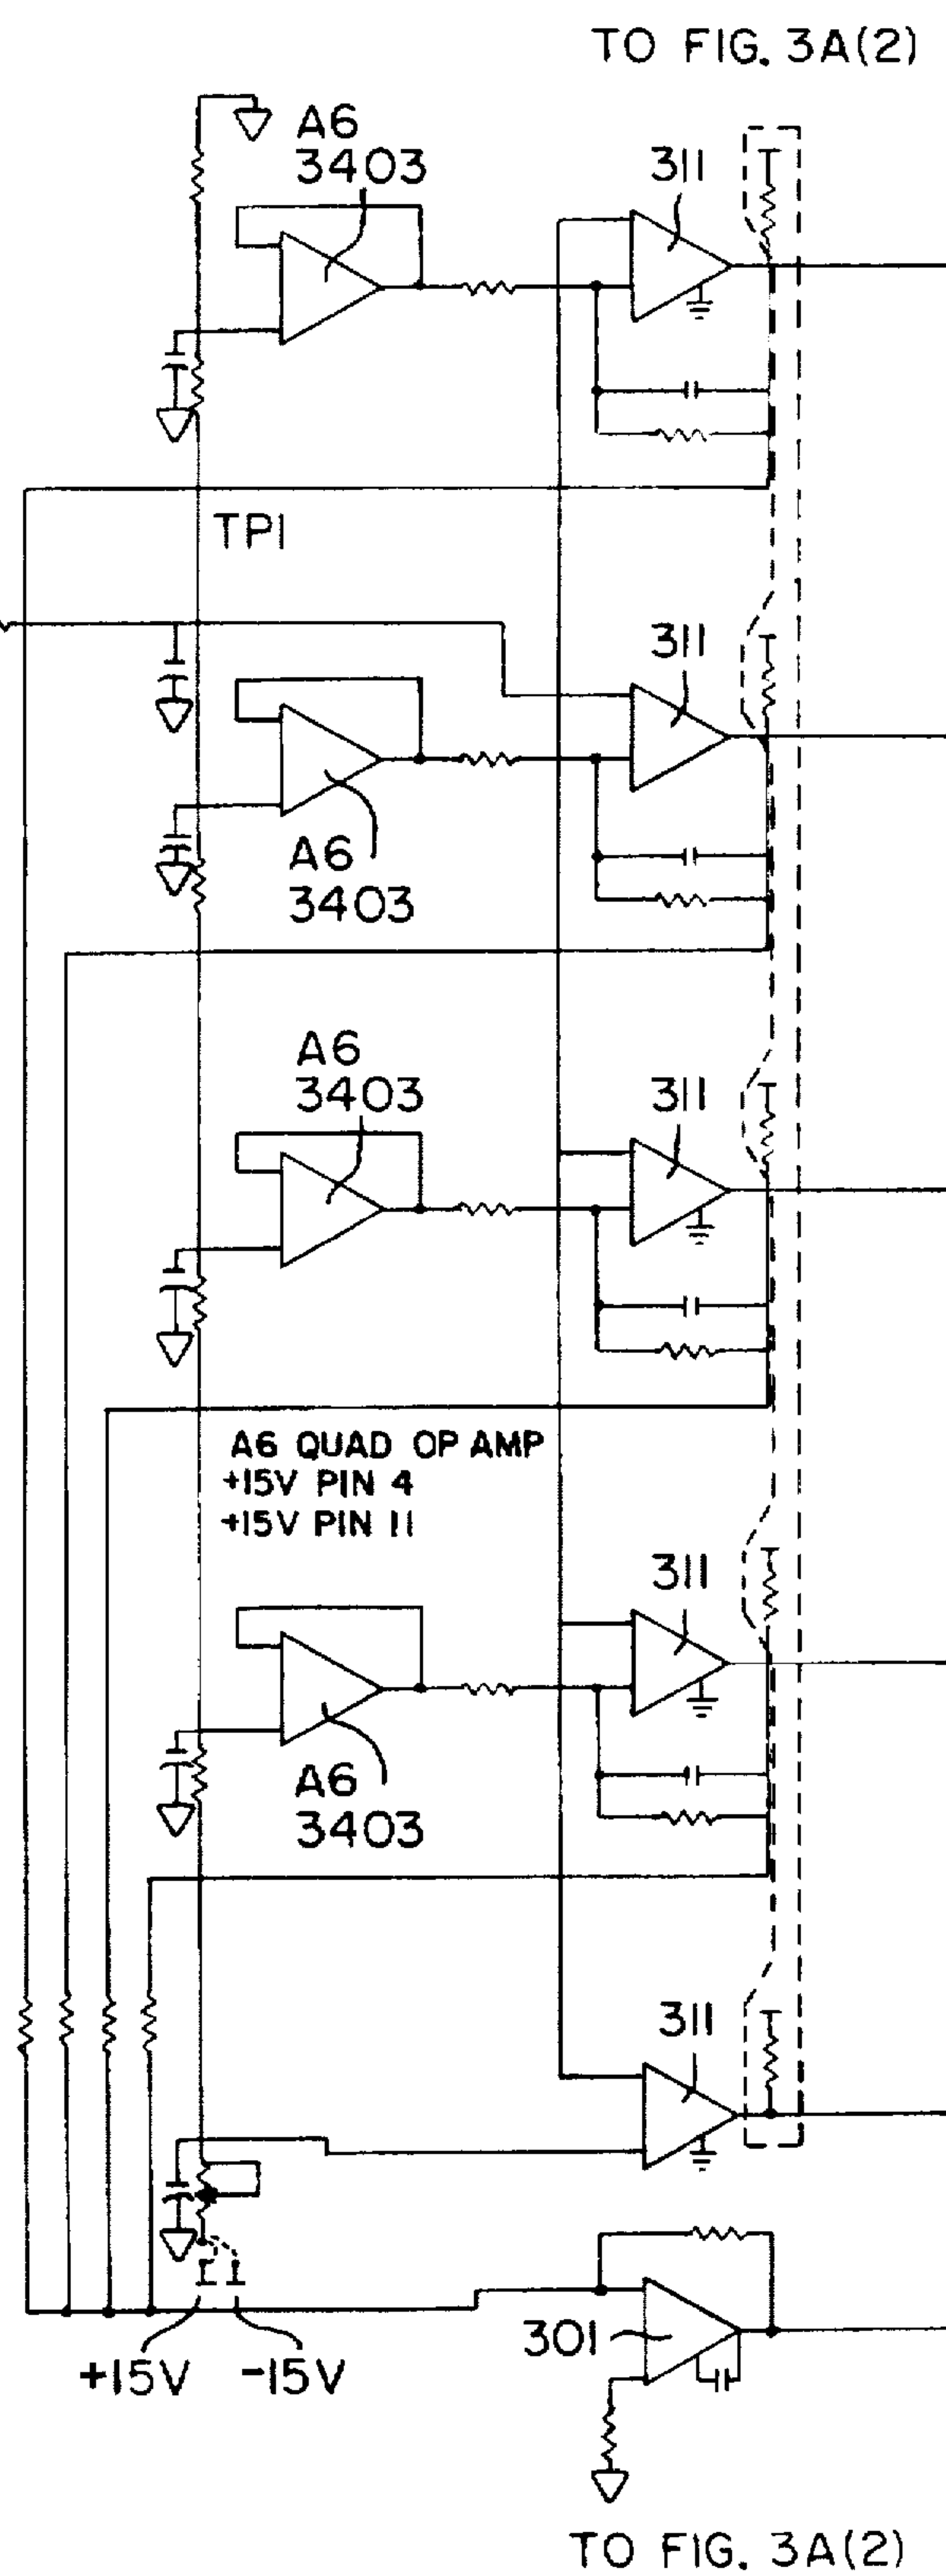 TO FIG. 3A(2)
A6
3403
311
TP1
311
A6
3403
A6
3403
311
A6 QUAD OP AMP
+15V PIN 4
+15V PIN 11
311
A6
3403
311
301
+15V
-15V
TO FIG. 3A(2)